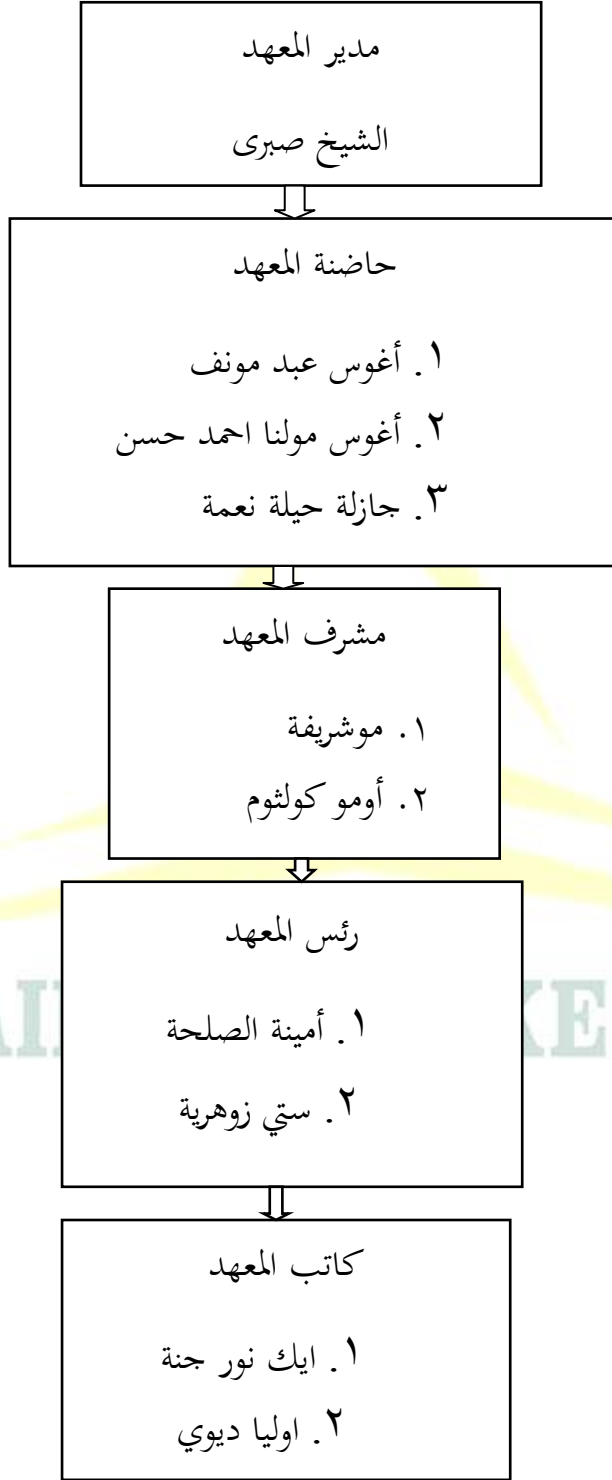 مدير المعهد
الشيخ صبرى
حاضنة المعهد
١. أغوس عبد مونف
٢. أغوس مولنا احمد حسن
٣. جازلة حيلة نعمة
مشرف المعهد
١. موشريفة
٢. أومو كولثوم
رئس المعهد
١. أمينة الصلحة
٢. ستي زوهرية
كاتب المعهد
١. ايك نور جنة
٢. اوليا ديوي